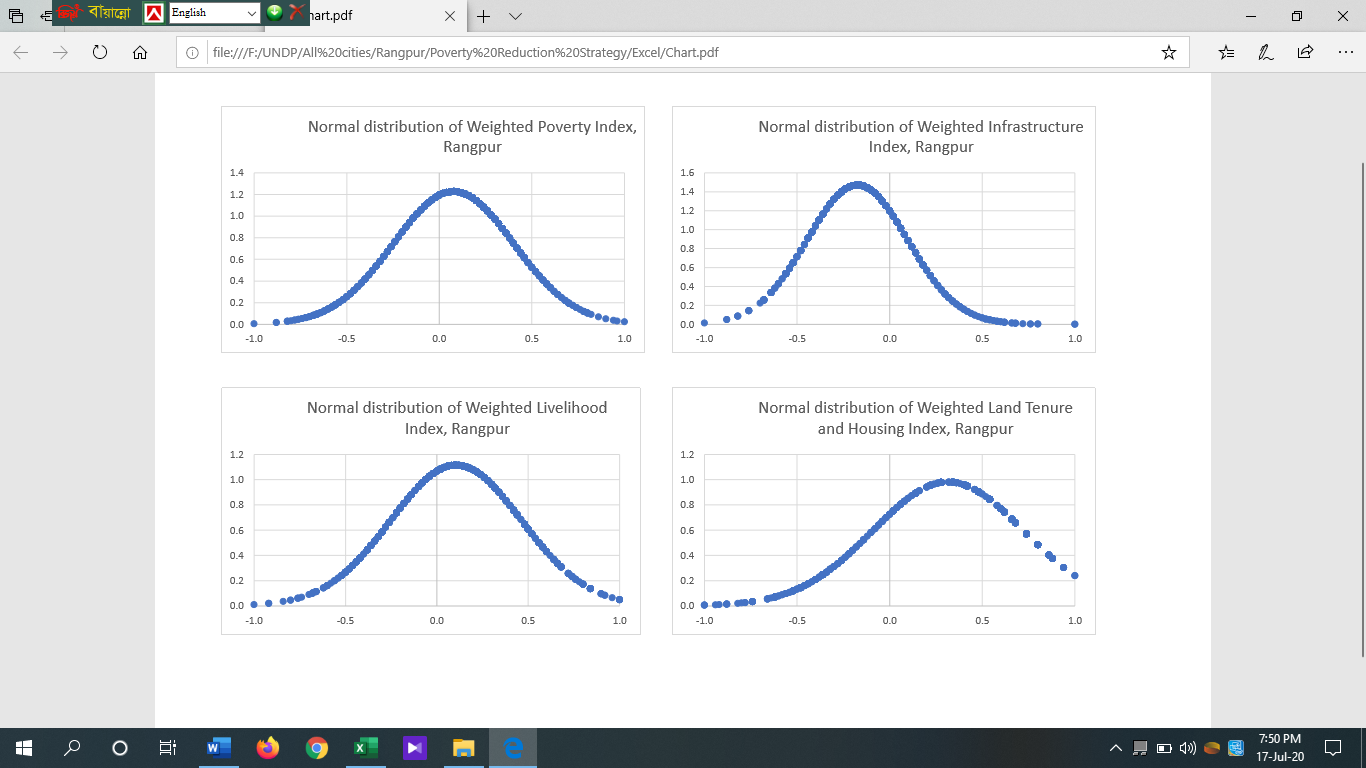 বায়ান্নো
English
hart.pdf
file:///F:/UNDP/All%20cities/Rangpur/Poverty%20Reduction%20Strategy/Excel/Chart.pdf
Normal distribution of Weighted Poverty Index,
Rangpur
1.4
1.2
1.0
0.8
0.6
0.4
0.2
0.0
-1.0 -0.5 0.0 0.5 1.0
Normal distribution of Weighted Infrastructure
Index, Rangpur
1.6
1.4
1.2
1.0
0.8
0.6
0.4
0.2
0.0
-1.0 -0.5 0.0 0.5 1.0
Normal distribution of Weighted Livelihood
Index, Rangpur
1.2
1.0
0.8
0.6
0.4
0.2
0.0
-1.0 -0.5 0.0 0.5 1.0
Normal distribution of Weighted Land Tenure
and Housing Index, Rangpur
1.2
1.0
0.8
0.6
0.4
0.2
0.0
-1.0 -0.5 0.0 0.5 1.0
7:50 PM
17-Jul-20